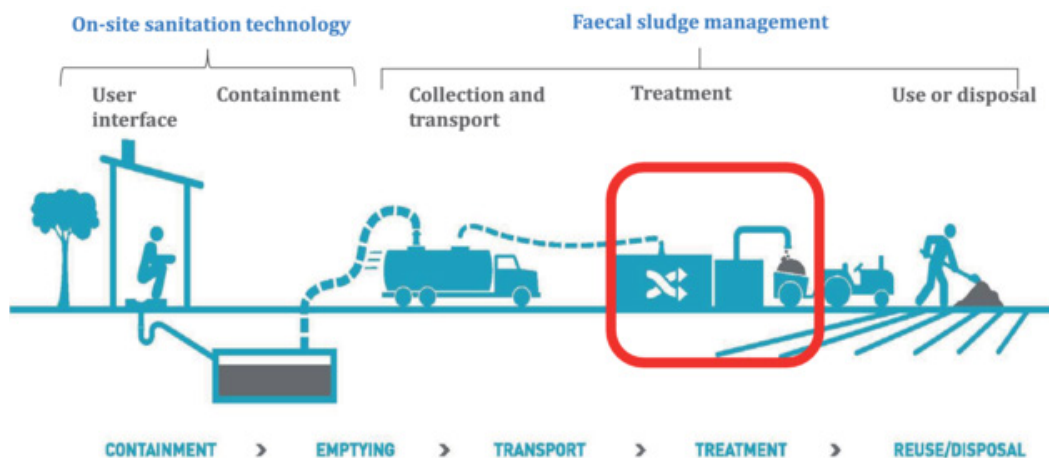 On-site sanitation technology
Faecal sludge management
User
interface
Containment
Collection and
transport
Treatment
Use or disposal
CONTAINMENT > EMPTYING > TRANSPORT > TREATMENT > REUSE/DISPOSAL